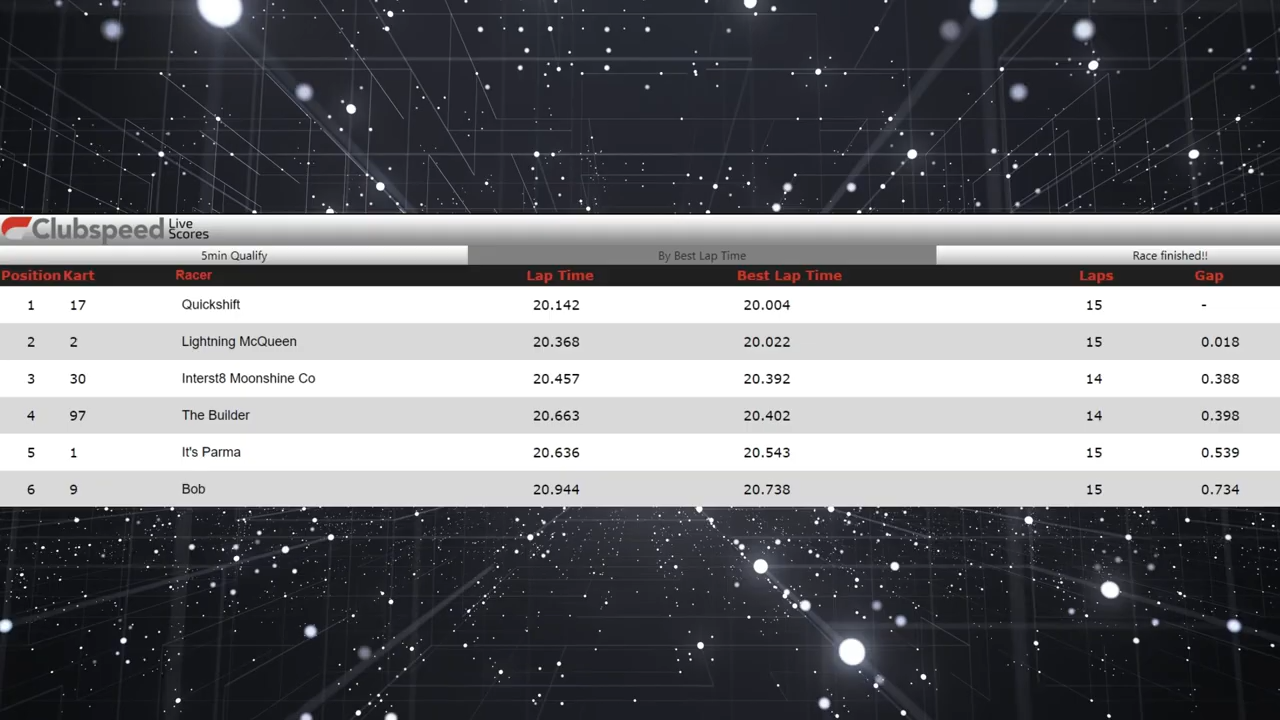 Clubspeed Live Scores
5min Qualify By Best Lap Time Race finished!!
Position Kart Racer Lap Time Best Lap Time Laps Gap
1 17 Quickshift 20.142 20.004 15 -
2 2 Lightning McQueen 20.368 20.022 15 0.018
3 30 Interst8 Moonshine Co 20.457 20.392 14 0.388
4 97 The Builder 20.663 20.402 14 0.398
5 1 It's Parma 20.636 20.543 15 0.539
6 9 Bob 20.944 20.738 15 0.734